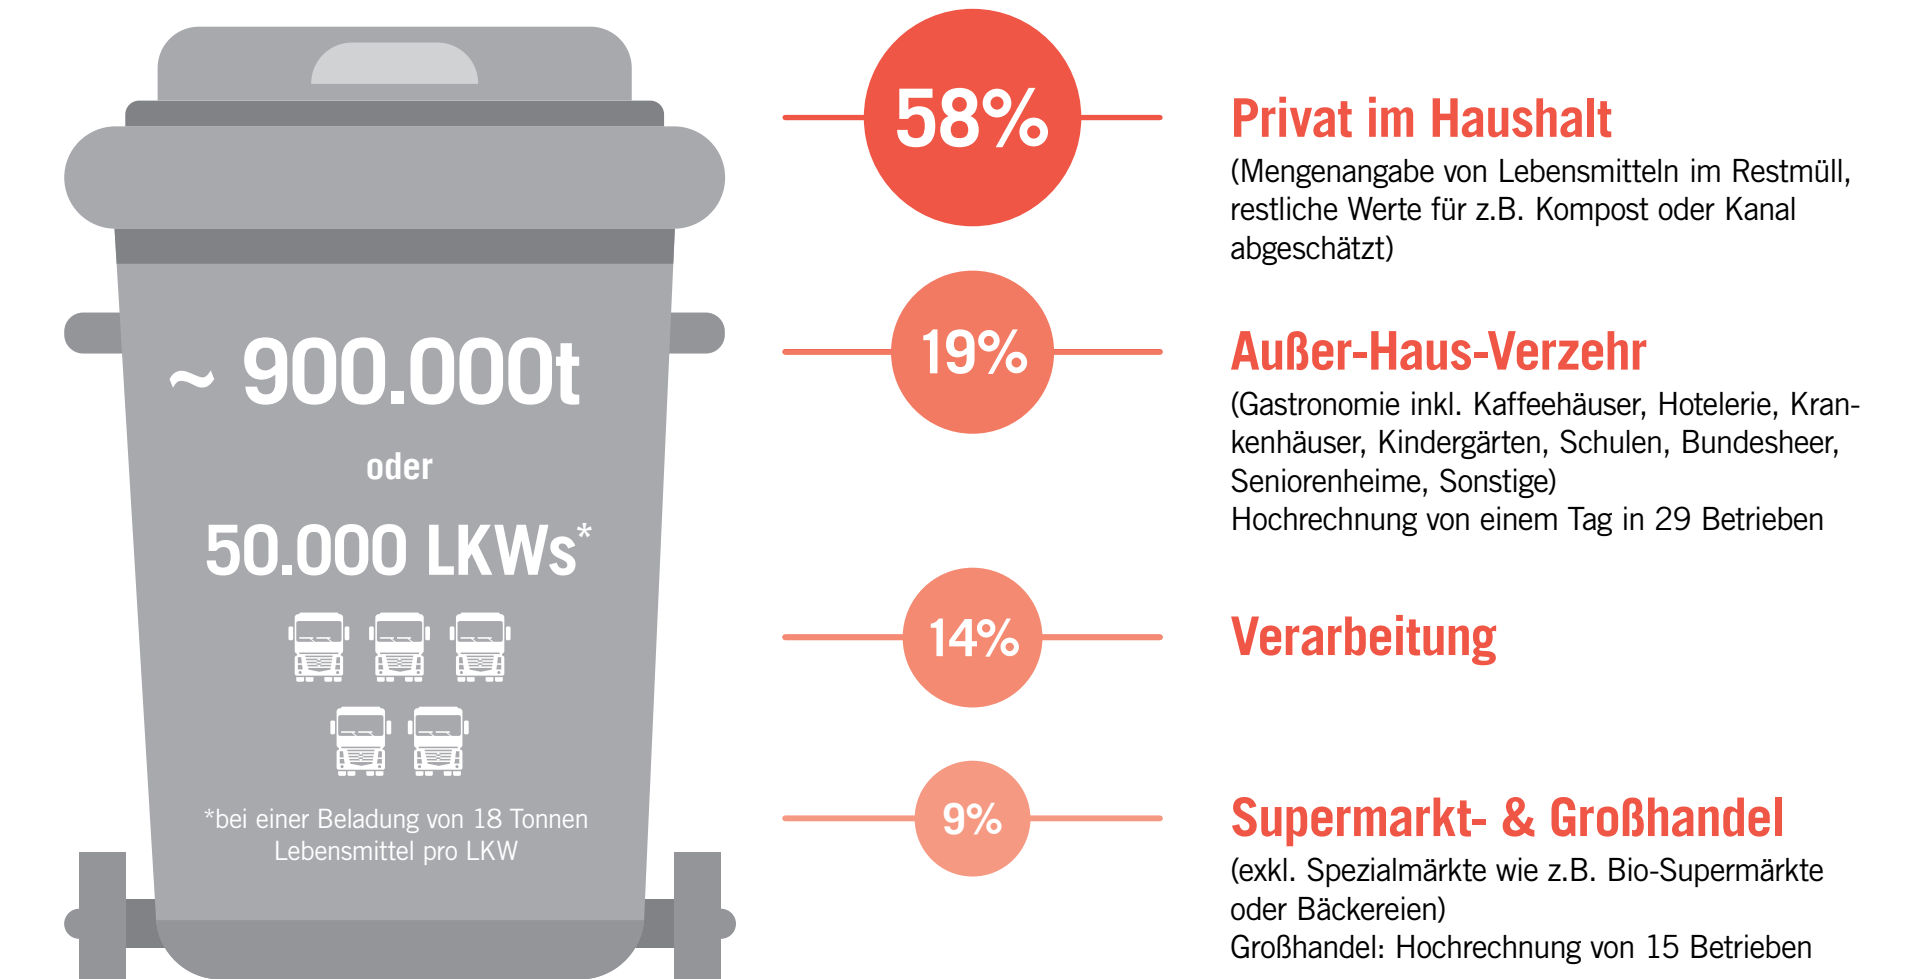 ~ 900.000t
oder
50.000 LKWs*
*bei einer Beladung von 18 Tonnen
Lebensmittel pro LKW
58%
Privat im Haushalt
(Mengenangabe von Lebensmitteln im Restmüll,
restliche Werte für z.B. Kompost oder Kanal
abgeschätzt)
19%
Außer-Haus-Verzehr
(Gastronomie inkl. Kaffeehäuser, Hotelerie, Kran-
kenhäuser, Kindergärten, Schulen, Bundesheer,
Seniorenheime, Sonstige)
Hochrechnung von einem Tag in 29 Betrieben
14%
Verarbeitung
9%
Supermarkt- & Großhandel
(exkl. Spezialmärkte wie z.B. Bio-Supermärkte
oder Bäckereien)
Großhandel: Hochrechnung von 15 Betrieben